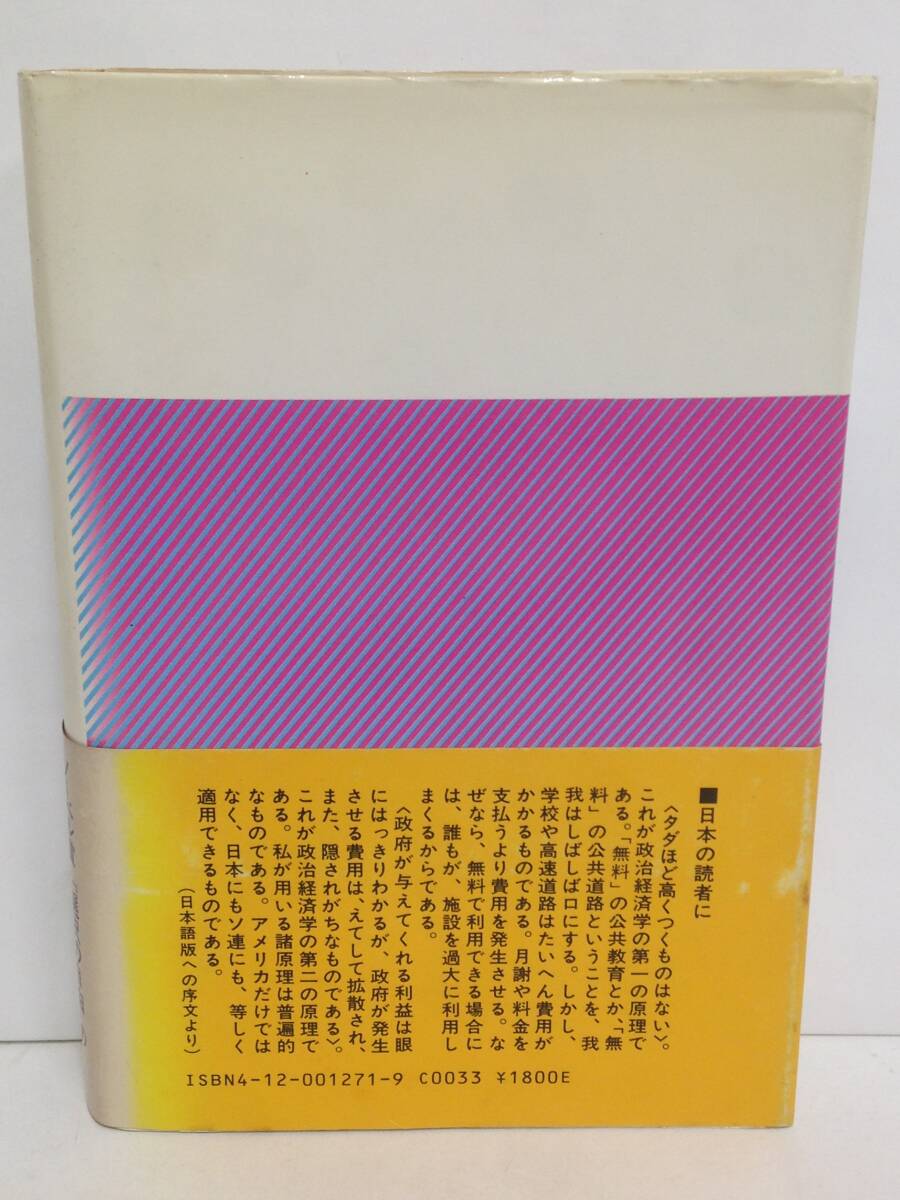 ■日本の読者に
〈タダほど高くつくものはない〉。
これが政治経済学の第一の原理で
ある。「無料」の公共教育とか、「無
料」の公共道路ということを、我
我はしばしば口にする。しかし、
学校や高速道路はたいへん費用が
かかるものである。月謝や料金を
支払うより費用を発生させる。な
ぜなら、無料で利用できる場合に
は、誰もが、施設を過大に利用し
まくるからである。
〈政府が与えてくれる利益は眼
にはっきりわかるが、政府が発生
させる費用は、えてして拡散され、
また、隠されがちなものである〉。
これが政治経済学の第二の原理で
ある。私が用いる諸原理は普遍的
なものである。アメリカだけでは
なく、日本にもソ連にも、等しく
適用できるものである。
(日本語版への序文より)
ISBN4-12-001271-9 C0033 ¥1800E